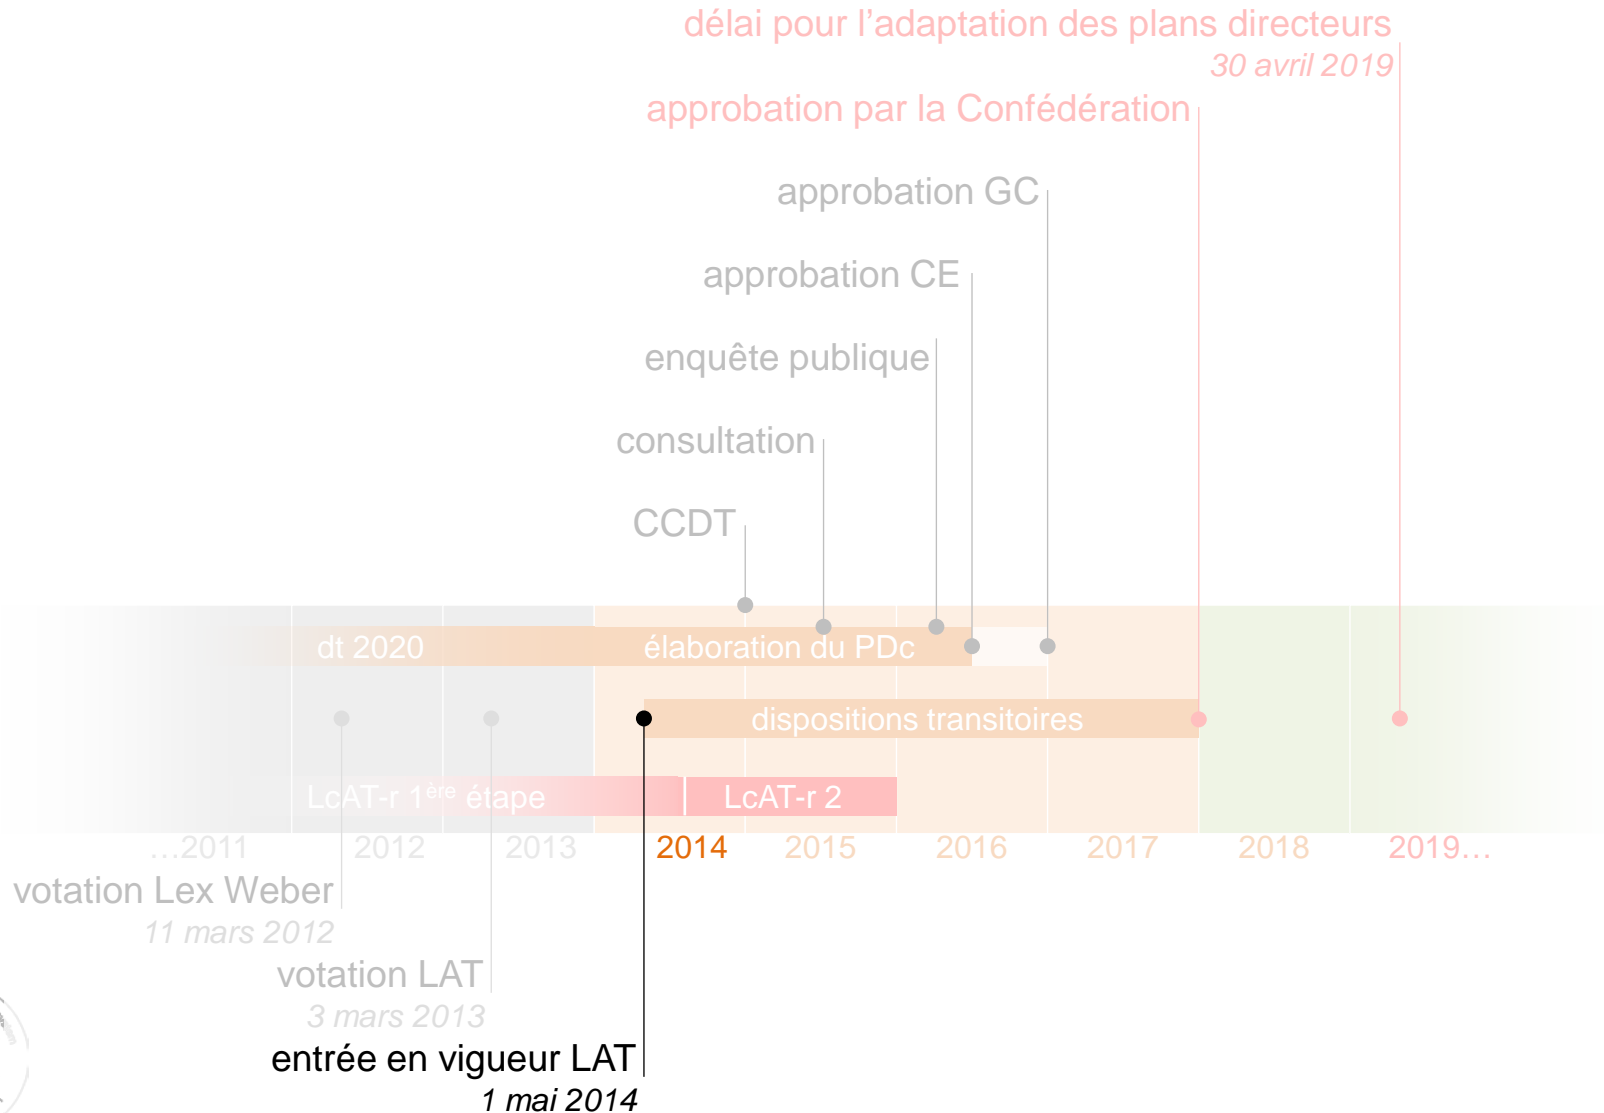 délai pour l’adaptation des plans directeurs
30 avril 2019
approbation par la Confédération
approbation GC
approbation CE
enquête publique
consultation
CCDT
dt 2020 élaboration du PDc
dispositions transitoires
LcAT-r 1ère étape LcAT-r 2
…2011 2012 2013 2014 2015 2016 2017 2018 2019…
votation Lex Weber
11 mars 2012
votation LAT
3 mars 2013
entrée en vigueur LAT
1 mai 2014